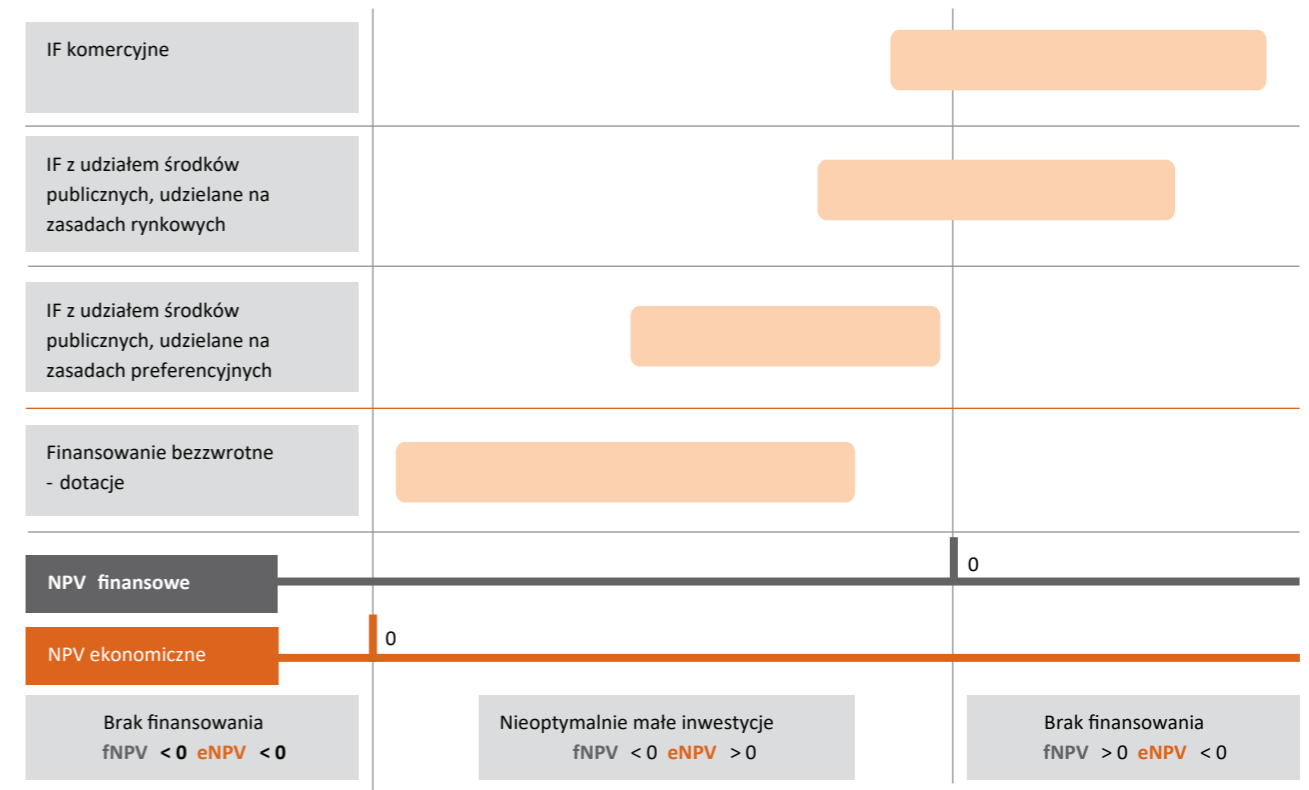 IF komercyjne
IF z udziałem środków
publicznych, udzielane na
zasadach rynkowych
IF z udziałem środków
publicznych, udzielane na
zasadach preferencyjnych
Finansowanie bezzwrotne
- dotacje
0
NPV finansowe
0
NPV ekonomiczne
Brak finansowania
fNPV < 0 eNPV < 0
Nieoptymalnie małe inwestycje
fNPV < 0 eNPV > 0
Brak finansowania
fNPV > 0 eNPV < 0